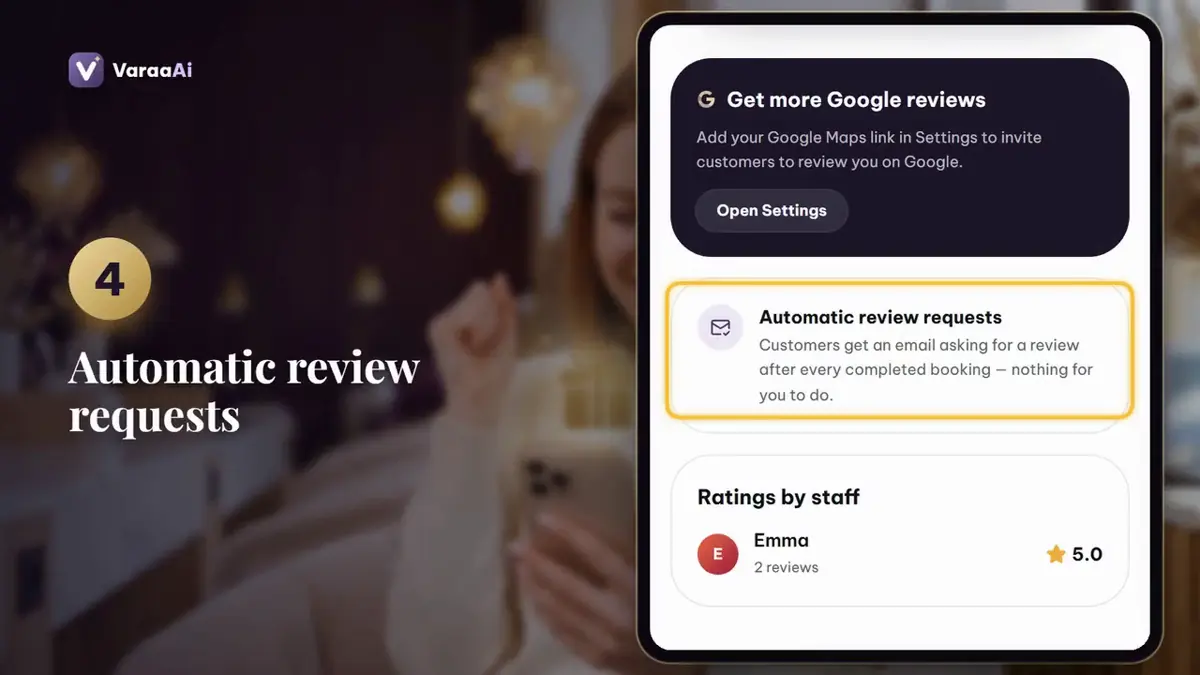 VaraaAi
4
Automatic review
requests
Get more Google reviews
Add your Google Maps link in Settings to invite
customers to review you on Google.
Open Settings
Automatic review requests
Customers get an email asking for a review
after every completed booking — nothing for
you to do.
Ratings by staff
E
Emma
2 reviews
5.0